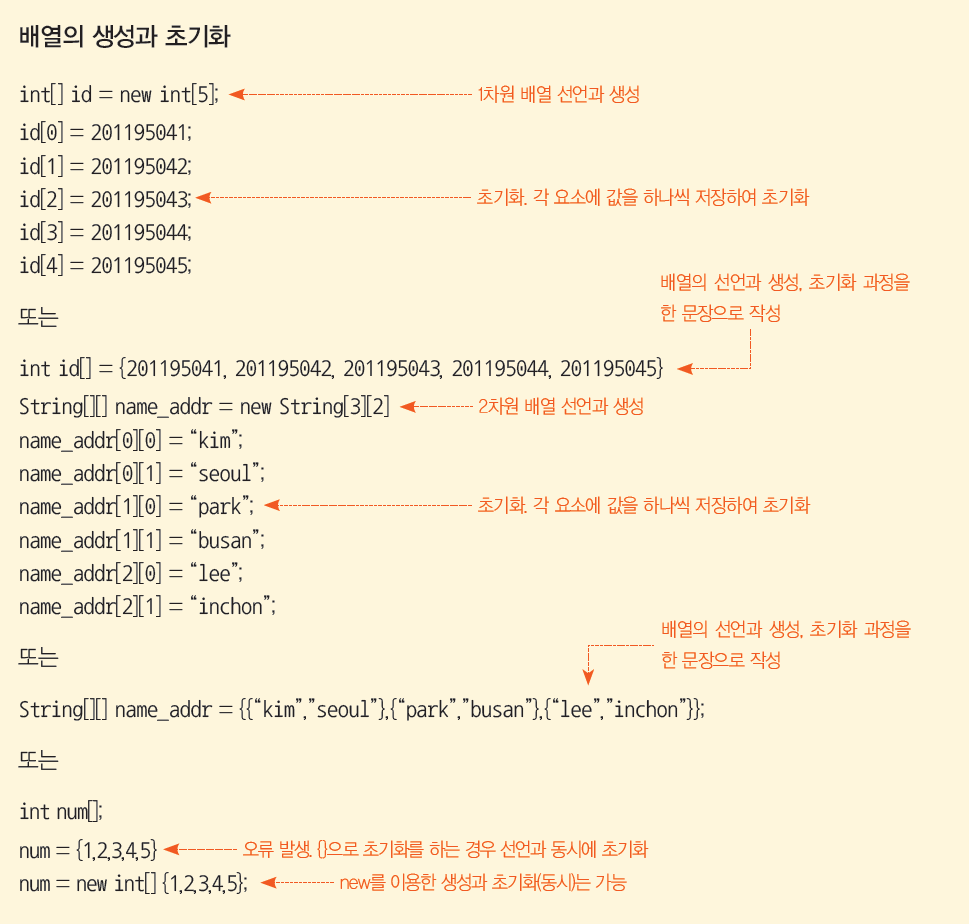 배열의 생성과 초기화
int[] id = new int[5];
1차원 배열 선언과 생성
id[0] = 201195041;
id[1] = 201195042;
id[2] = 201195043;
초기화. 각 요소에 값을 하나씩 저장하여 초기화
id[3] = 201195044;
id[4] = 201195045;
배열의 선언과 생성, 초기화 과정을
한 문장으로 작성
또는
int id[] = {201195041, 201195042, 201195043, 201195044, 201195045}
String[][] name_addr = new String[3][2]
2차원 배열 선언과 생성
name_addr[0][0] = “kim”;
name_addr[0][1] = “seoul”;
name_addr[1][0] = “park”;
초기화. 각 요소에 값을 하나씩 저장하여 초기화
name_addr[1][1] = “busan”;
name_addr[2][0] = “lee”;
name_addr[2][1] = “inchon”;
배열의 선언과 생성, 초기화 과정을
한 문장으로 작성
또는
String[][] name_addr = {{“kim”,”seoul”},{“park”,”busan”},{“lee”,”inchon”}};
또는
int num[];
num = {1,2,3,4,5}
오류 발생. {}으로 초기화를 하는 경우 선언과 동시에 초기화
num = new int[] {1,2,3,4,5};
new를 이용한 생성과 초기화(동시)는 가능